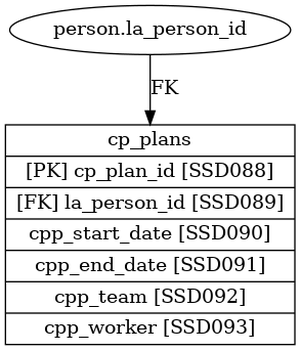 person.la_person_id
FK
cp_plans
[PK] cp_plan_id [SSD088]
[FK] la_person_id [SSD089]
cpp_start_date [SSD090]
cpp_end_date [SSD091]
cpp_team [SSD092]
cpp_worker [SSD093]